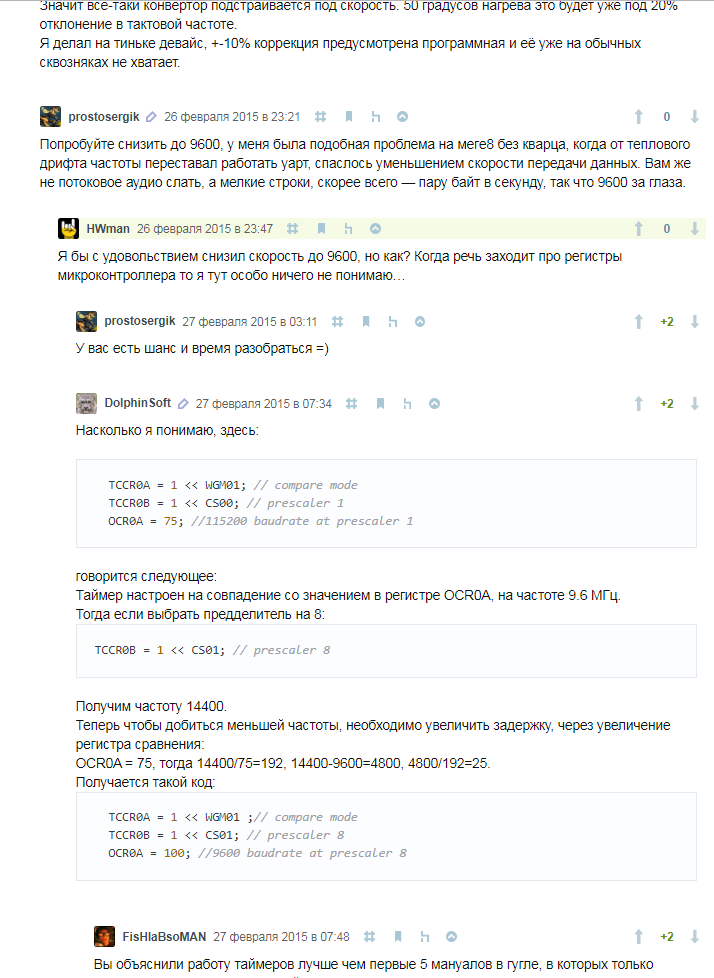 Значит все-таки конвертор подстраивается под скорость. 50 градусов нагрева это будет уже под 20%
отклонение в тактовой частоте.
Я делал на тиньке девайс, +-10% коррекция предусмотрена программная и её уже на обычных
сквозняках не хватает.
prostosergik 26 февраля 2015 в 23:21 0
Попробуйте снизить до 9600, у меня была подобная проблема на меге8 без кварца, когда от теплового
дрифта частоты переставал работать уарт, спаслось уменьшением скорости передачи данных. Вам же
не потоковое аудио слать, а мелкие строки, скорее всего — пару байт в секунду, так что 9600 за глаза.
HWman 26 февраля 2015 в 23:47 0
Я бы с удовольствием снизил скорость до 9600, но как? Когда речь заходит про регистры
микроконтроллера то я тут особо ничего не понимаю…
prostosergik 27 февраля 2015 в 03:11 +2
У вас есть шанс и время разобраться =)
DolphinSoft 27 февраля 2015 в 07:34 +2
Насколько я понимаю, здесь:
TCCR0A = 1 << WGM01; // compare mode
TCCR0B = 1 << CS00; // prescaler 1
OCR0A = 75; //115200 baudrate at prescaler 1
говорится следующее:
Таймер настроен на совпадение со значением в регистре OCR0A, на частоте 9.6 МГц.
Тогда если выбрать предделитель на 8:
TCCR0B = 1 << CS01; // prescaler 8
Получим частоту 14400.
Теперь чтобы добиться меньшей частоты, необходимо увеличить задержку, через увеличение
регистра сравнения:
OCR0A = 75, тогда 14400/75=192, 14400-9600=4800, 4800/192=25.
Получается такой код:
TCCR0A = 1 << WGM01 ;// compare mode
TCCR0B = 1 << CS01; // prescaler 8
OCR0A = 100; //9600 baudrate at prescaler 8
FisHlaBsoMAN 27 февраля 2015 в 07:48 +2
Вы объяснили работу таймеров лучше чем первые 5 мануалов в гугле, в которых только